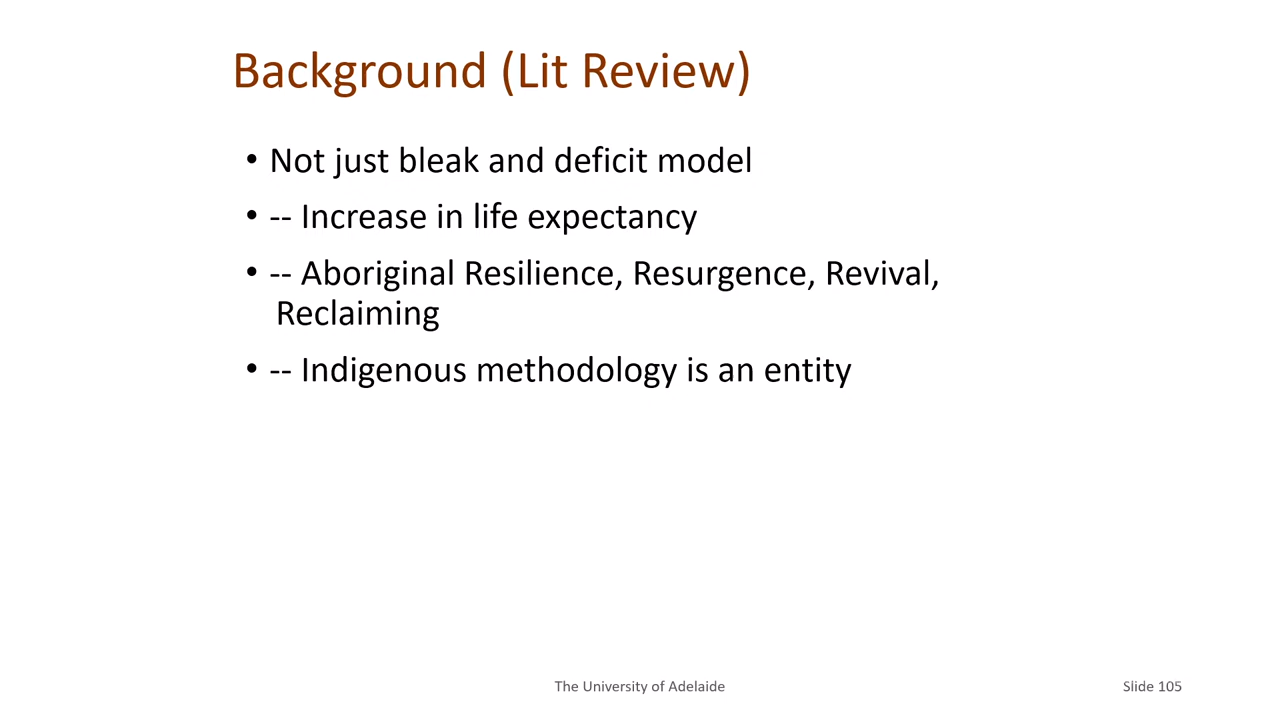 Background (Lit Review)
• Not just bleak and deficit model
• -- Increase in life expectancy
• -- Aboriginal Resilience, Resurgence, Revival,
Reclaiming
• -- Indigenous methodology is an entity
The University of Adelaide
Slide 105